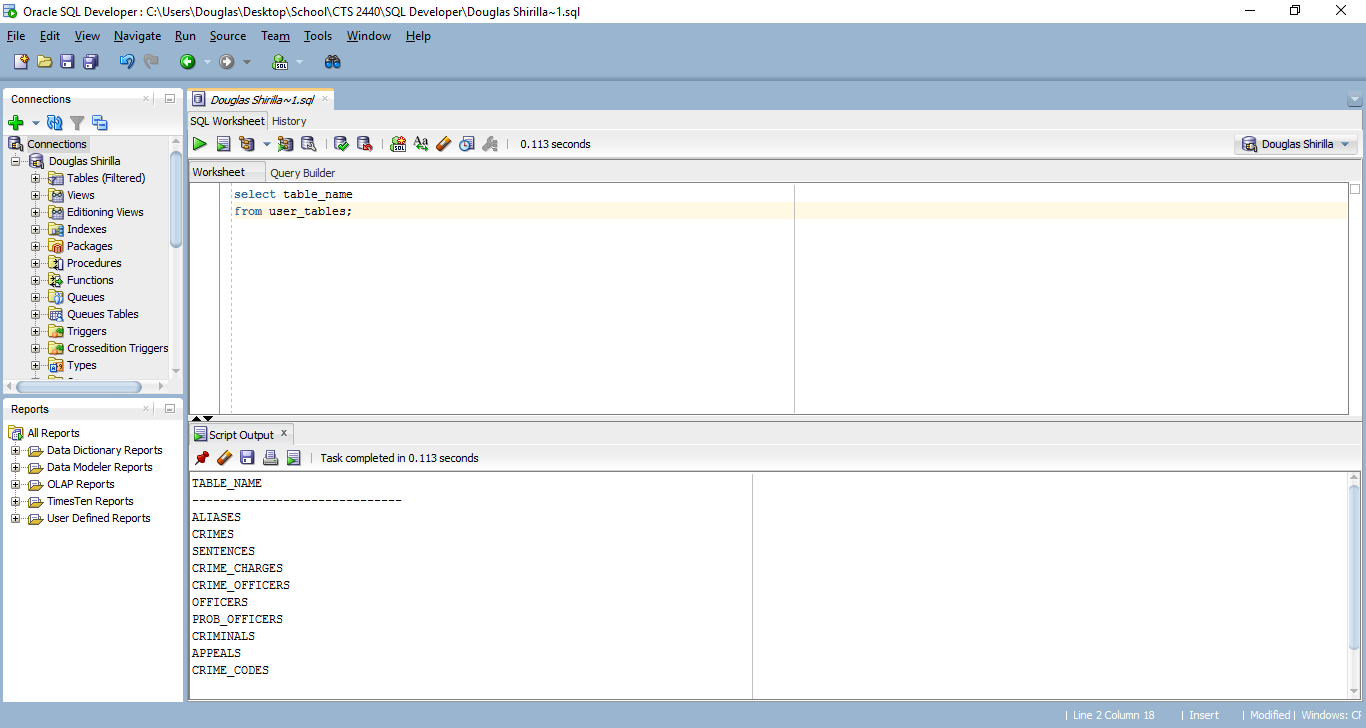 Oracle SQL Developer : C:\Users\Douglas\Desktop\School\CTS 2440\SQL Developer\Douglas Shirilla~1.sql
File Edit View Navigate Run Source Team Tools Window Help
Connections
Connections
Douglas Shirilla
Tables (Filtered)
Views
Editioning Views
Indexes
Packages
Procedures
Functions
Queues
Queues Tables
Triggers
Crossedition Triggers
Types
Reports
All Reports
Data Dictionary Reports
Data Modeler Reports
OLAP Reports
TimesTen Reports
User Defined Reports
Douglas Shirilla~1.sql
SQL Worksheet History
0.113 seconds
Douglas Shirilla
Worksheet Query Builder
select table_name
from user_tables;
Script Output
Task completed in 0.113 seconds
TABLE_NAME
------------------------------
ALIASES
CRIMES
SENTENCES
CRIME_CHARGES
CRIME_OFFICERS
OFFICERS
PROB_OFFICERS
CRIMINALS
APPEALS
CRIME_CODES
Line 2 Column 18 | Insert | Modified | Windows: